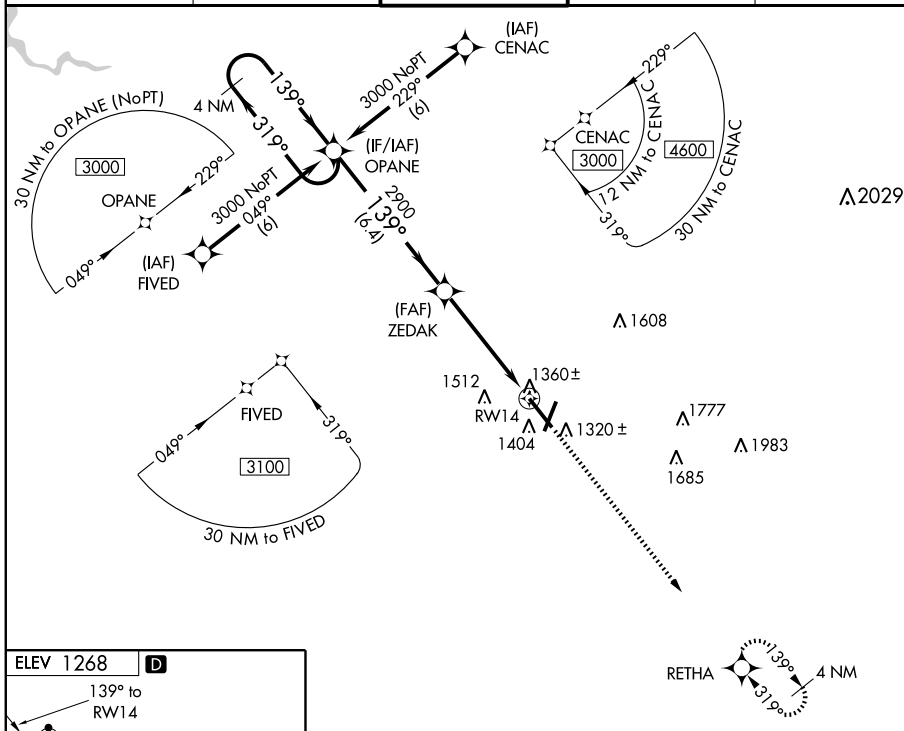 (IAF)
CENAC
3000 NoPT
229°
(6)
4 NM
139°
319°
(IF/IAF)
OPANE
3000 NoPT
049°
(6)
(IAF)
FIVED
30 NM to OPANE (NoPT)
3000
OPANE
229°
049°
229°
CENAC
3000
4600
12 NM to CENAC
30 NM to CENAC
319°
2029
2900
139°
(6.4)
(FAF)
ZEDAK
1608
1360±
1512
RW14
1404
1320 ±
1777
1983
1685
FIVED
049°
319°
3100
30 NM to FIVED
RETHA
139°
319°
4 NM
ELEV 1268
D
139° to
RW14